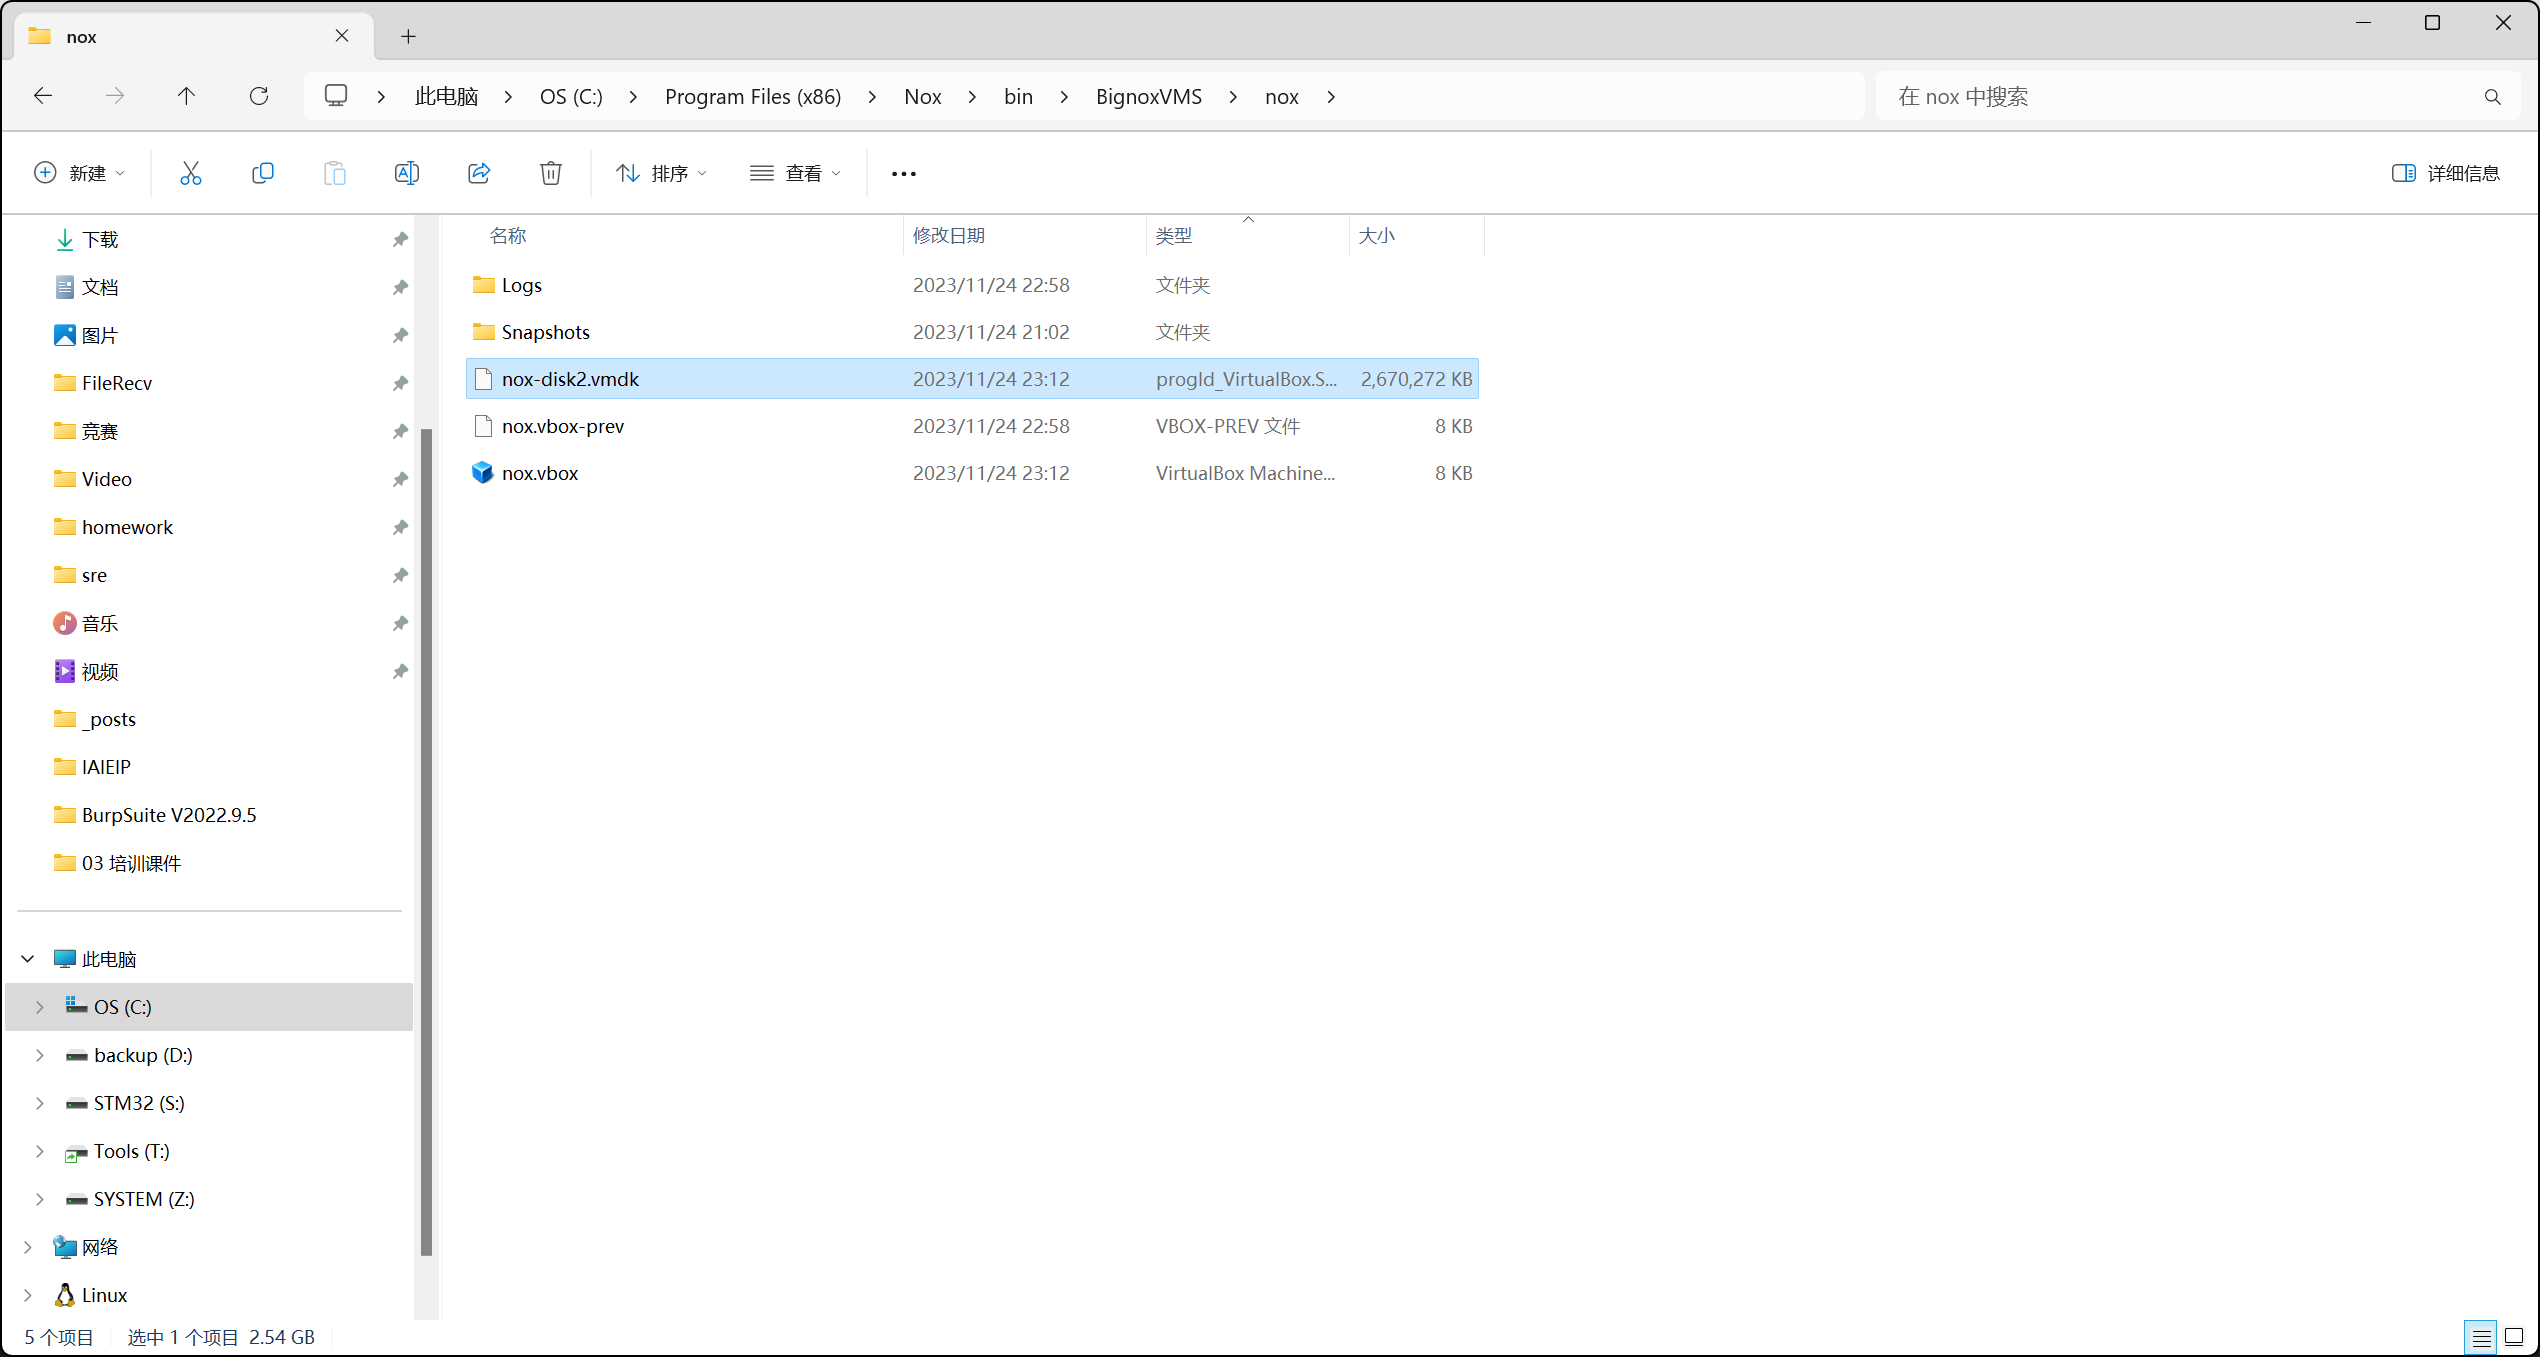 nox
此电脑 OS (C:) Program Files (x86) Nox bin BignoxVMS nox
在 nox 中搜索
新建 排序 查看 详细信息
下载
文档
图片
FileRecv
竞赛
Video
homework
sre
音乐
视频
_posts
IAIEIP
BurpSuite V2022.9.5
03 培训课件
此电脑
OS (C:)
backup (D:)
STM32 (S:)
Tools (T:)
SYSTEM (Z:)
网络
Linux
名称 修改日期 类型 大小
Logs 2023/11/24 22:58 文件夹
Snapshots 2023/11/24 21:02 文件夹
nox-disk2.vmdk 2023/11/24 23:12 progId_VirtualBox.S... 2,670,272 KB
nox.vbox-prev 2023/11/24 22:58 VBOX-PREV 文件 8 KB
nox.vbox 2023/11/24 23:12 VirtualBox Machine... 8 KB
5 个项目 选中 1 个项目 2.54 GB